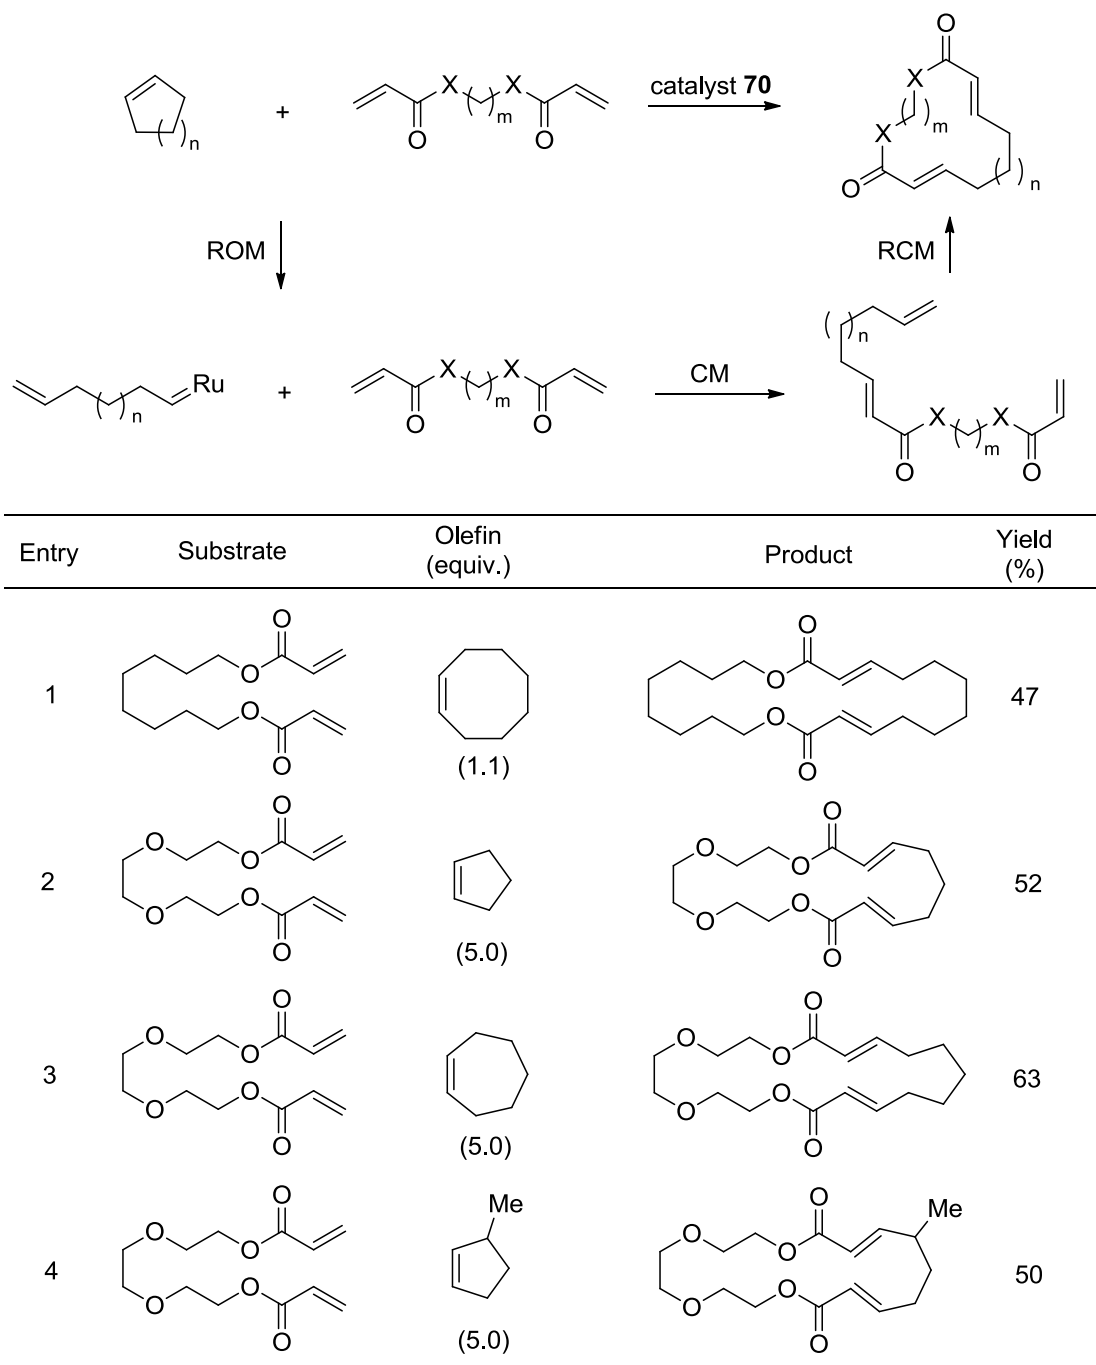 O
X
X
X
catalyst 70
( )m
+
( )n
( )m
X
O
O
O
( )n
ROM
RCM
( )n
Ru
+
X
X
CM
( )n
( )m
O
O
X
X
( )m
O
O
Entry Substrate Olefin Product Yield
(equiv.) (%)
O
O
O
O
1
47
O
O
O
(1.1)
O
O
O
O
O
O
O
2
52
O
O
O
O
O
(5.0)
O
O
O
O
O
O
O
3
63
O
O
O
O
O
(5.0)
O
O
Me
O
Me
O
O
O
O
4
50
O
O
O
O
O
(5.0)
O